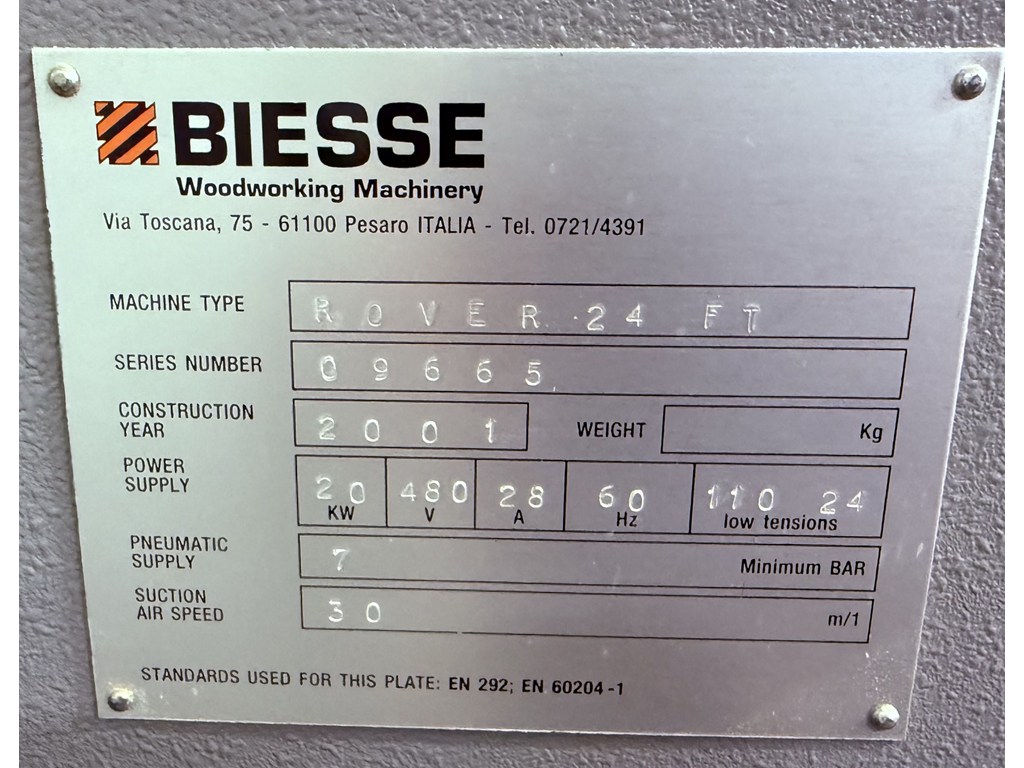 BIESSE
Woodworking Machinery
Via Toscana, 75 - 61100 Pesaro ITALIA - Tel. 0721/4391
MACHINE TYPE ROVER 24 FT
SERIES NUMBER 09665
CONSTRUCTION YEAR 2001 WEIGHT Kg
POWER SUPPLY 20 KW 480 V 28 A 60 Hz 110 24 low tensions
PNEUMATIC SUPPLY 7 Minimum BAR
SUCTION AIR SPEED 30 m/1
STANDARDS USED FOR THIS PLATE: EN 292; EN 60204-1